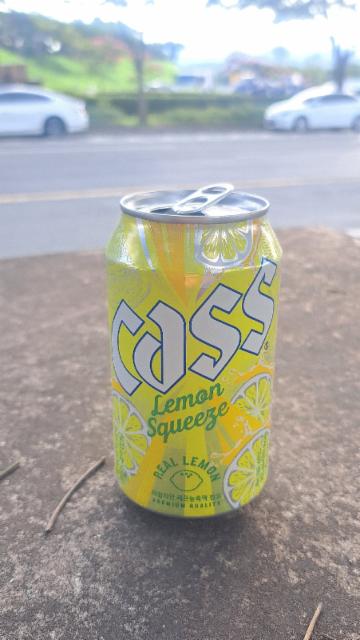 cass
Lemon
Squeeze
REAL LEMON
PREMIUM QUALITY